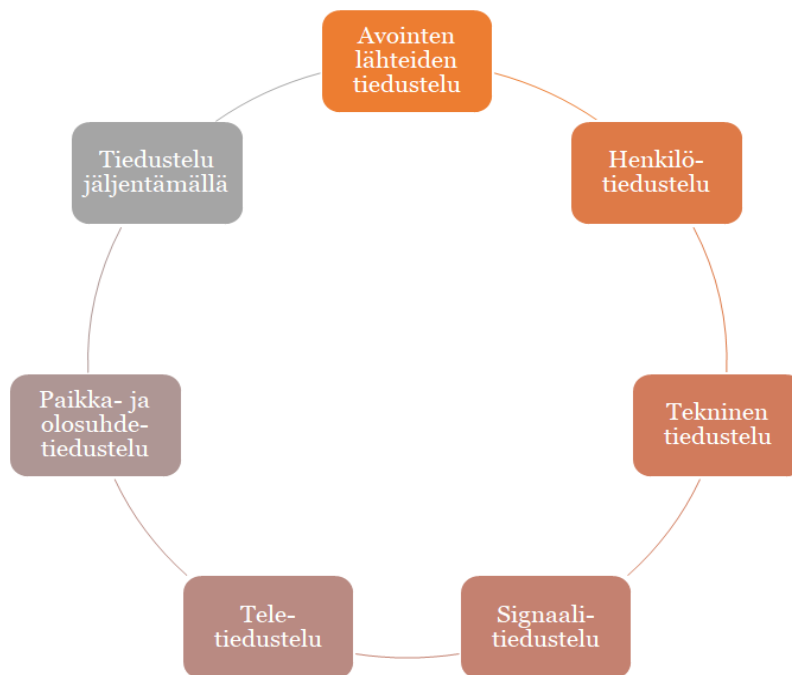 Avointen
lähteiden
tiedustelu
Henkilö-
tiedustelu
Tekninen
tiedustelu
Signaali-
tiedustelu
Tele-
tiedustelu
Paikka- ja
olosuhde-
tiedustelu
Tiedustelu
jäljentämällä